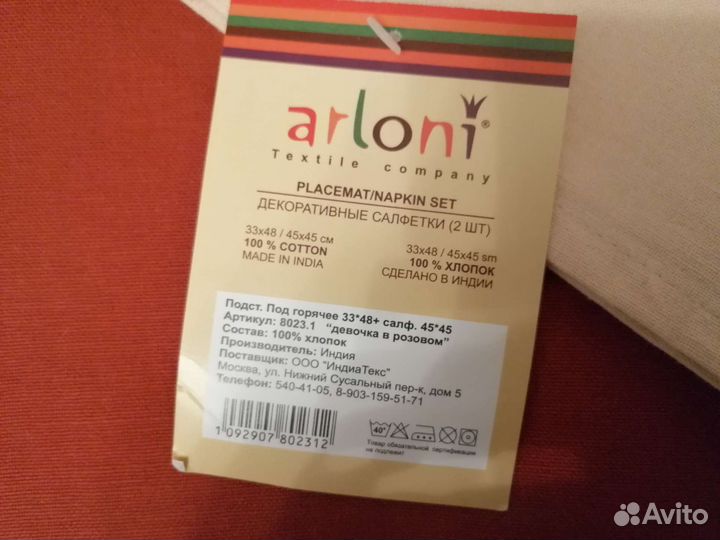 arloni®
Textile company
PLACEMAT/NAPKIN SET
ДЕКОРАТИВНЫЕ САЛФЕТКИ (2 ШТ)
33x48 / 45x45 см
100 % COTTON
MADE IN INDIA
33x48 / 45x45 sm
100 % ХЛОПОК
СДЕЛАНО В ИНДИИ
Подст. Под горячее 33*48+ салф. 45*45
Артикул: 8023.1 "девочка в розовом"
Состав: 100% хлопок
Производитель: Индия
Поставщик: ООО "ИндиаТекс"
Москва, ул. Нижний Сусальный пер-к, дом 5
Телефон: 540-41-05, 8-903-159-51-71
1 092907 802312
40°
Товар обязательной сертификации
не подлежит
Avito